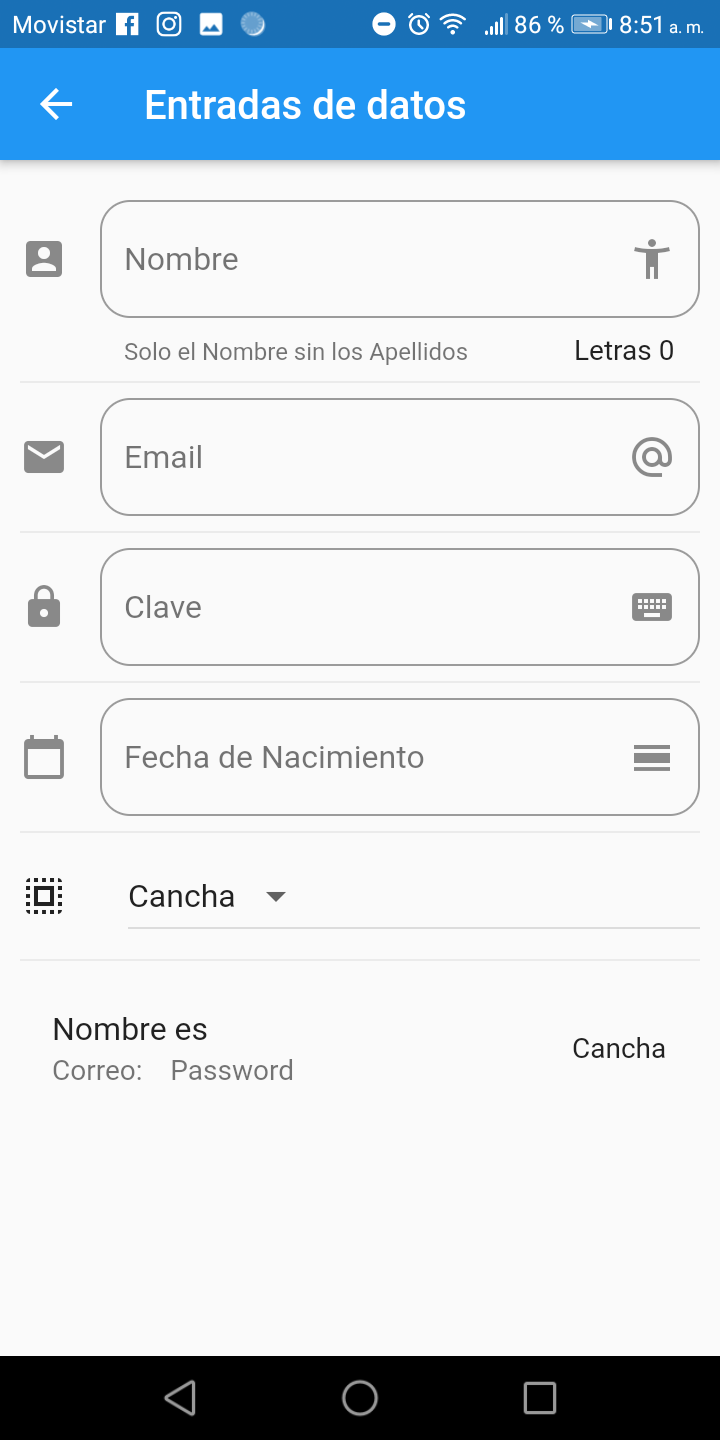 Movistar 86 % 8:51 a. m.
Entradas de datos
Nombre
Solo el Nombre sin los Apellidos Letras 0
Email
Clave
Fecha de Nacimiento
Cancha
Nombre es
Correo: Password Cancha